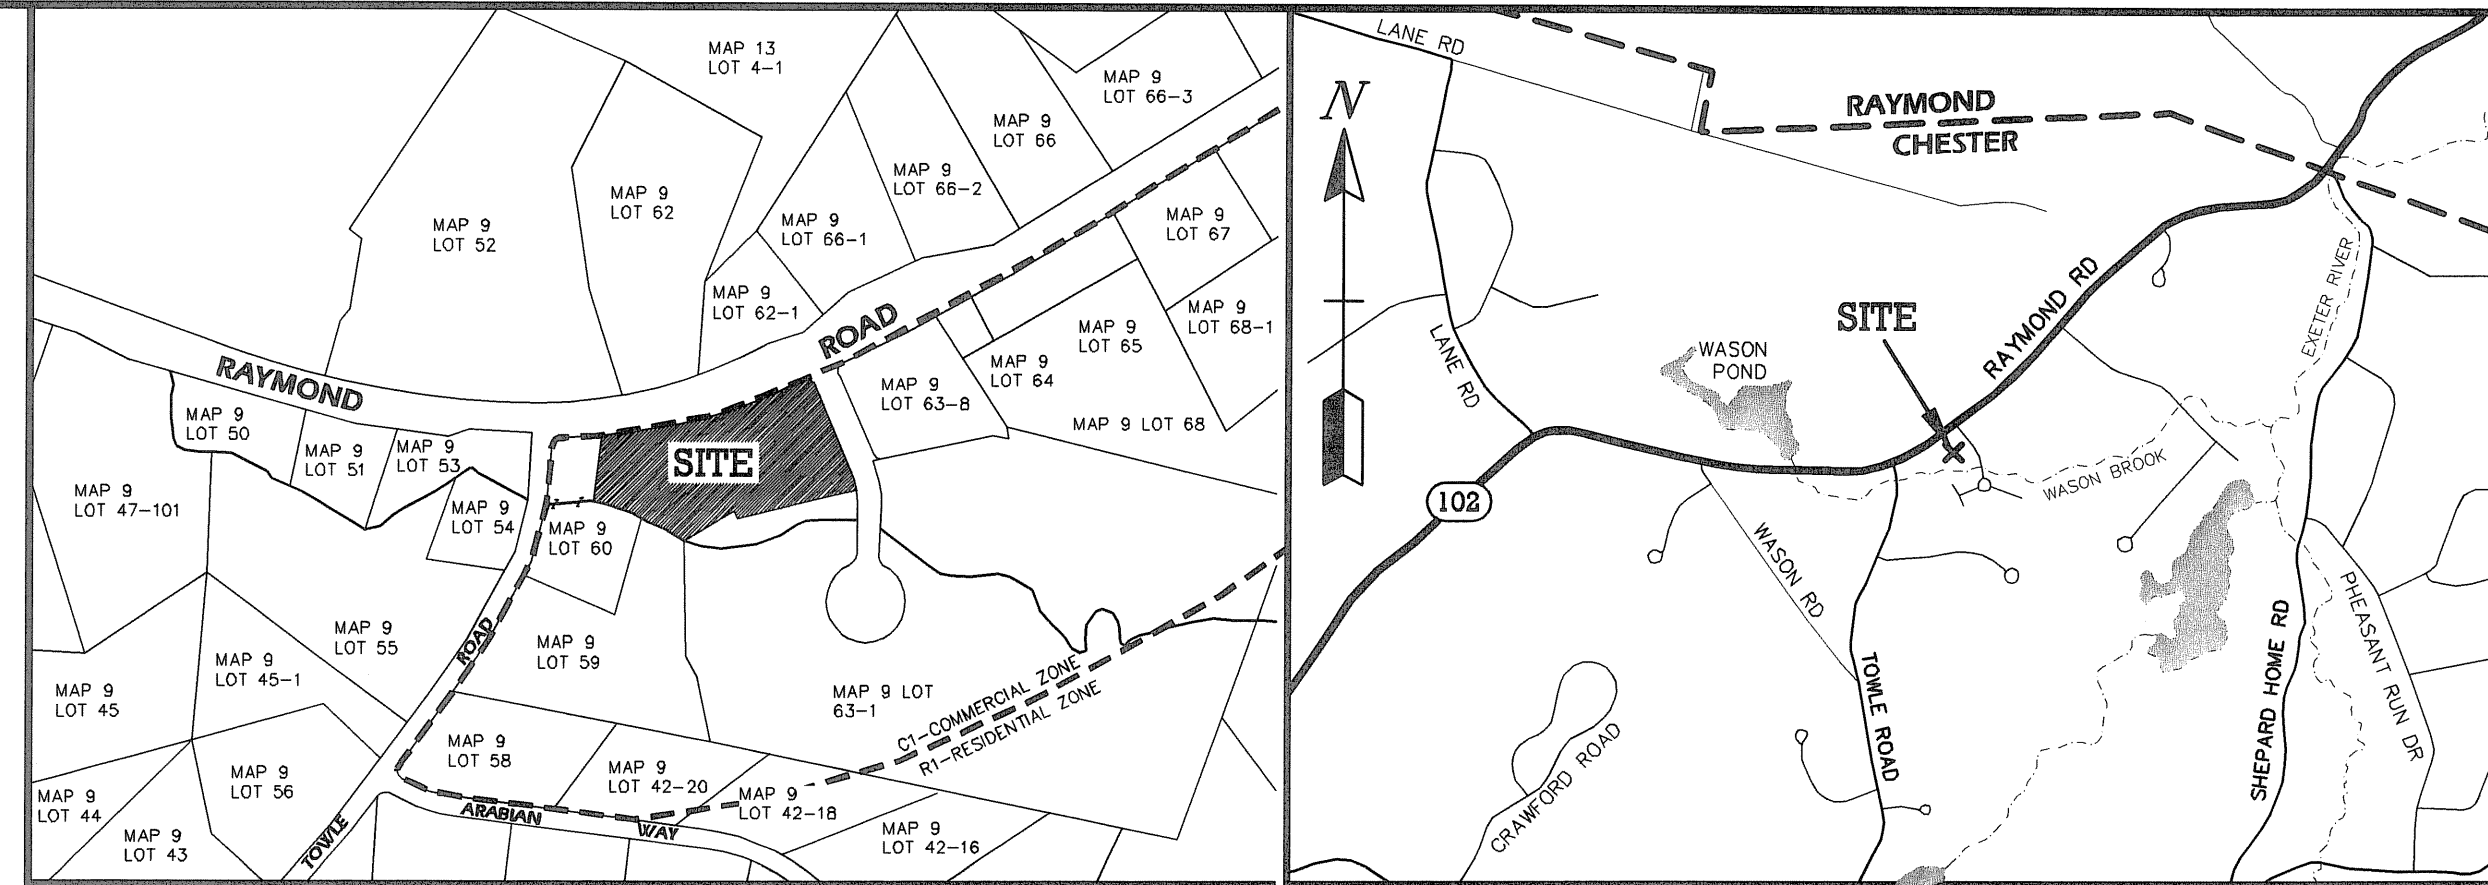 MAP 13
LOT 4-1
MAP 9
LOT 66-3
MAP 9
LOT 66
MAP 9
LOT 66-2
MAP 9
LOT 62
MAP 9
LOT 52
MAP 9
LOT 66-1
MAP 9
LOT 67
MAP 9
LOT 62-1
MAP 9
LOT 68-1
MAP 9
LOT 65
MAP 9
LOT 64
MAP 9
LOT 63-8
MAP 9 LOT 68
RAYMOND
ROAD
MAP 9
LOT 50
MAP 9
LOT 51
MAP 9
LOT 53
SITE
MAP 9
LOT 47-101
MAP 9
LOT 54
MAP 9
LOT 60
MAP 9
LOT 55
MAP 9
LOT 59
MAP 9
LOT 45-1
MAP 9
LOT 45
MAP 9 LOT
63-1
C1-COMMERCIAL ZONE
R1-RESIDENTIAL ZONE
MAP 9
LOT 58
MAP 9
LOT 42-20
MAP 9
LOT 42-18
MAP 9
LOT 42-16
MAP 9
LOT 56
MAP 9
LOT 44
MAP 9
LOT 43
TOWLE
ROAD
ARABIAN
WAY
LANE RD
N
RAYMOND
CHESTER
SITE
RAYMOND RD
EXETER RIVER
LANE RD
WASON
POND
102
WASON BROOK
WASON RD
TOWLE ROAD
CRAWFORD ROAD
SHEPARD HOME RD
PHEASANT RUN DR